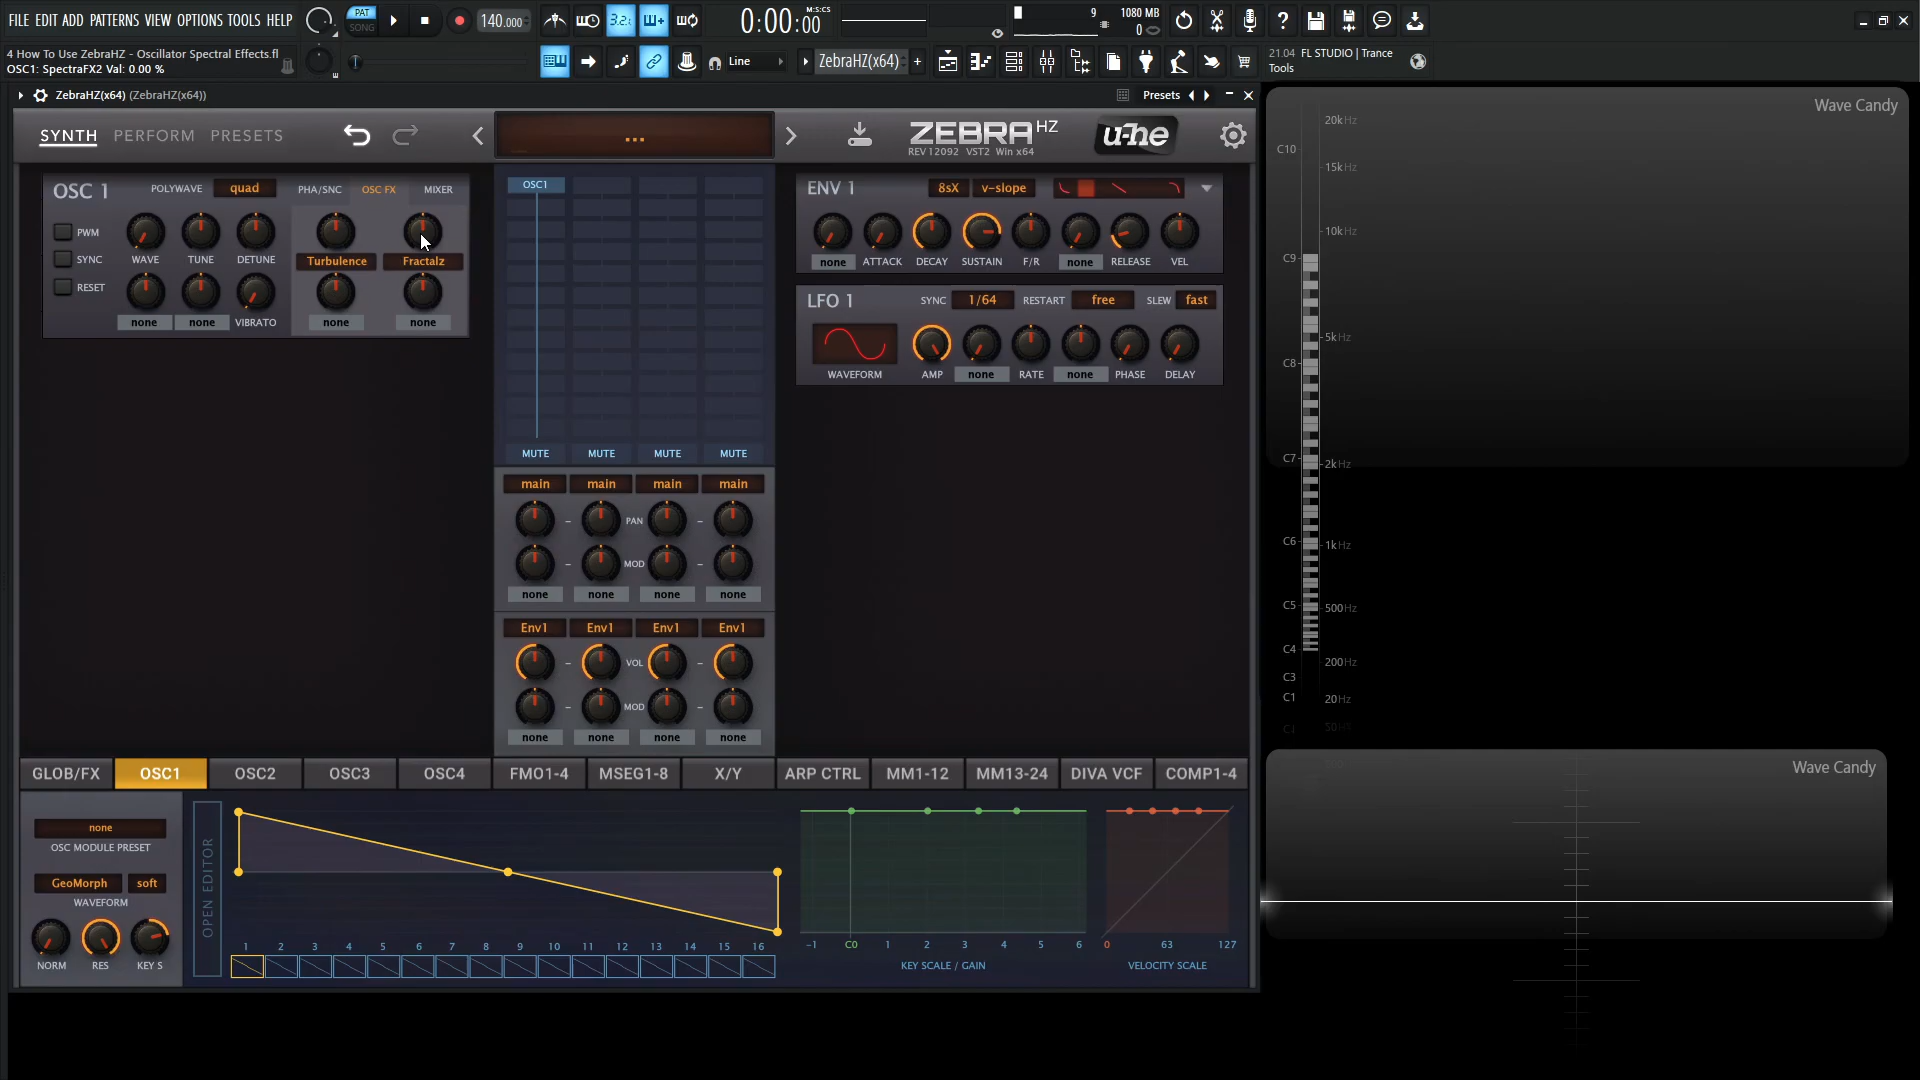 FILE EDIT ADD PATTERNS VIEW OPTIONS TOOLS HELP
PAT
SONG
140.000
3.2.
0:00:00
M:S:CS
9
1080 MB
0
4 How To Use ZebraHZ - Oscillator Spectral Effects.fl
OSC1: SpectraFX2 Val: 0.00 %
Line
ZebraHZ(x64)
+
21.04 FL STUDIO | Trance
Tools
ZebraHZ(x64) (ZebraHZ(x64))
Presets
SYNTH PERFORM PRESETS
...
ZEBRA HZ
REV 12092 VST2 Win x64
u-he
OSC 1
POLYWAVE quad
PHA/SNC OSC FX MIXER
PWM
SYNC
RESET
WAVE TUNE DETUNE
Turbulence Fractalz
none none VIBRATO
none none
OSC1
MUTE MUTE MUTE MUTE
main main main main
PAN
MOD
none none none none
Env1 Env1 Env1 Env1
VOL
MOD
none none none none
ENV 1
8sX v-slope
none ATTACK DECAY SUSTAIN F/R none RELEASE VEL
LFO 1
SYNC 1/64 RESTART free SLEW fast
WAVEFORM AMP none RATE none PHASE DELAY
GLOB/FX OSC1 OSC2 OSC3 OSC4 FMO1-4 MSEG1-8 X/Y ARP CTRL MM1-12 MM13-24 DIVA VCF COMP1-4
none
OSC MODULE PRESET
GeoMorph soft
WAVEFORM
NORM RES KEY S
OPEN EDITOR
1 2 3 4 5 6 7 8 9 10 11 12 13 14 15 16
-1 C0 1 2 3 4 5 6
KEY SCALE / GAIN
0 63 127
VELOCITY SCALE
Wave Candy
20kHz
C10
15kHz
10kHz
C9
5kHz
C8
C7
2kHz
C6
1kHz
C5
500Hz
C4
200Hz
C3
C1
20Hz
Wave Candy